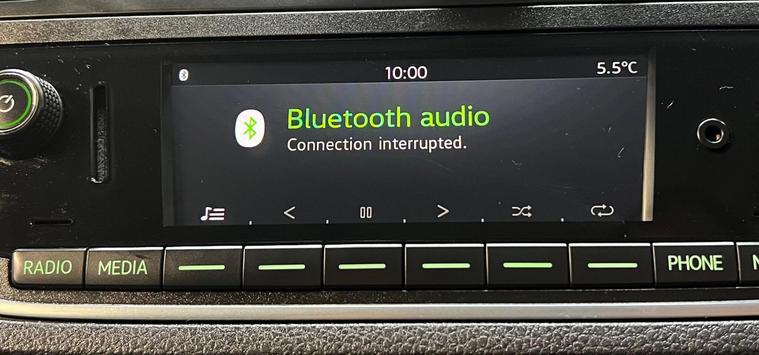 10:00
5.5°C
Bluetooth audio
Connection interrupted.
RADIO
MEDIA
PHONE